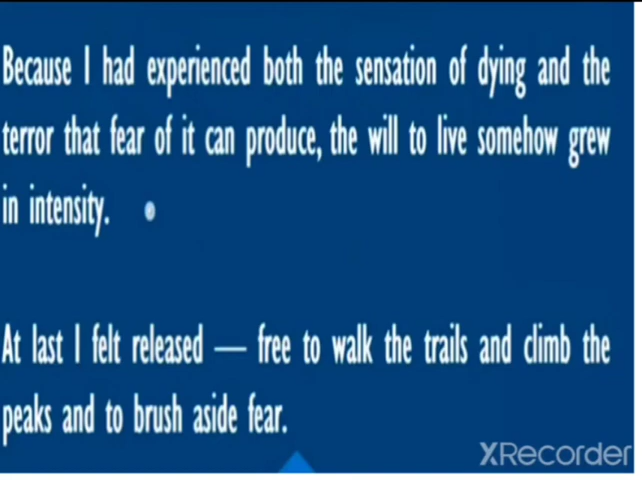 Because I had experienced both the sensation of dying and the
terror that fear of it can produce, the will to live somehow grew
in intensity.
At last I felt released — free to walk the trails and climb the
peaks and to brush aside fear.
XRecorder